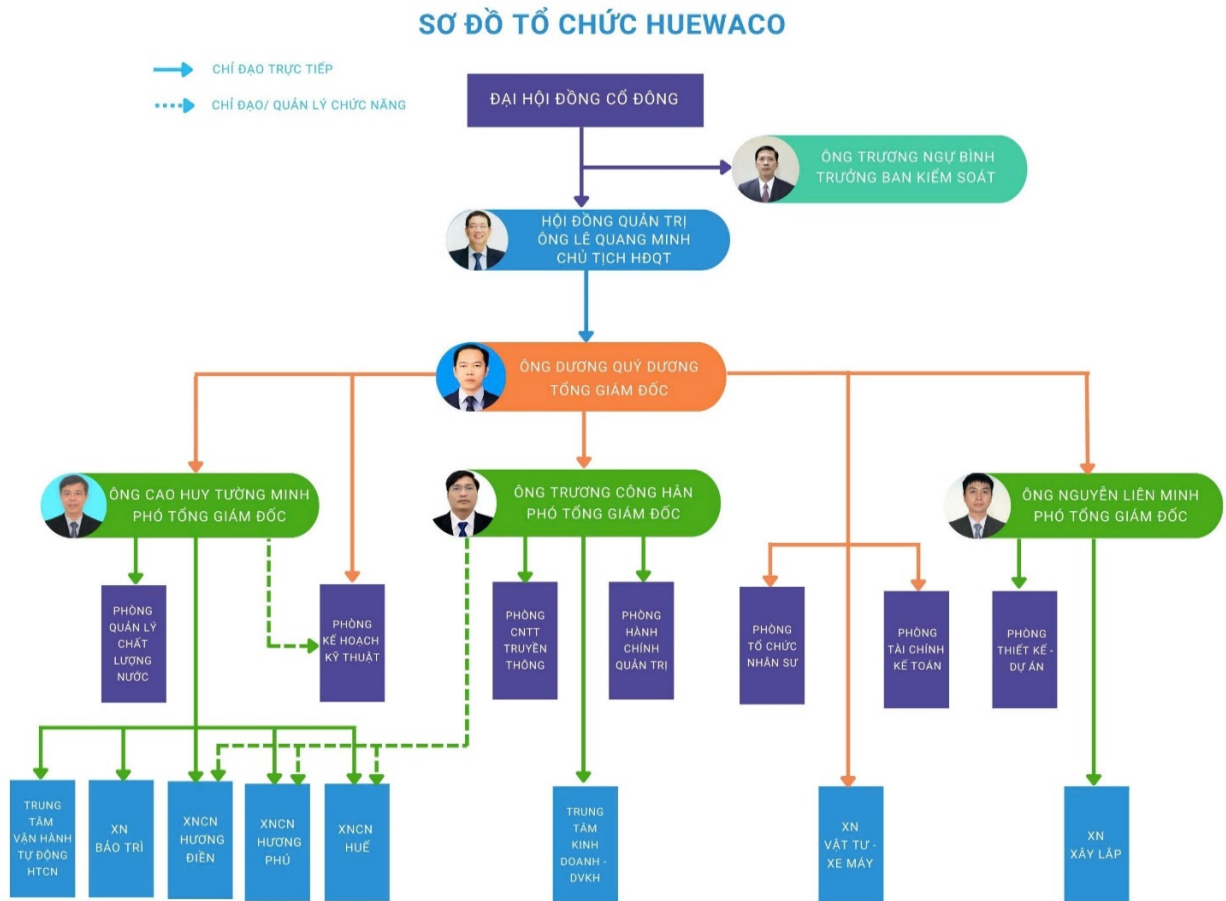 SƠ ĐỒ TỔ CHỨC HUEWACO
CHỈ ĐẠO TRỰC TIẾP
CHỈ ĐẠO/ QUẢN LÝ CHỨC NĂNG
ĐẠI HỘI ĐỒNG CỔ ĐÔNG
ÔNG TRƯƠNG NGỰ BÌNH
TRƯỞNG BAN KIỂM SOÁT
HỘI ĐỒNG QUẢN TRỊ
ÔNG LÊ QUANG MINH
CHỦ TỊCH HĐQT
ÔNG DƯƠNG QUÝ DƯƠNG
TỔNG GIÁM ĐỐC
ÔNG CAO HUY TƯỜNG MINH
PHÓ TỔNG GIÁM ĐỐC
ÔNG TRƯƠNG CÔNG HÂN
PHÓ TỔNG GIÁM ĐỐC
ÔNG NGUYỄN LIÊN MINH
PHÓ TỔNG GIÁM ĐỐC
PHÒNG
QUẢN LÝ
CHẤT
LƯỢNG
NƯỚC
PHÒNG
KẾ HOẠCH
KỸ THUẬT
PHÒNG
CNTT
TRUYỀN
THÔNG
PHÒNG
HÀNH
CHÍNH
QUẢN TRỊ
PHÒNG
TỔ CHỨC
NHÂN SỰ
PHÒNG
TÀI CHÍNH
KẾ TOÁN
PHÒNG
THIẾT KẾ -
DỰ ÁN
TRUNG
TÂM
VẬN HÀNH
TỰ ĐỘNG
HTCN
XN
BẢO TRÌ
XNCN
HƯƠNG
ĐIỀN
XNCN
HƯƠNG
PHÚ
XNCN
HUẾ
TRUNG
TÂM
KINH
DOANH -
DVKH
XN
VẬT TƯ -
XE MÁY
XN
XÂY LẮP